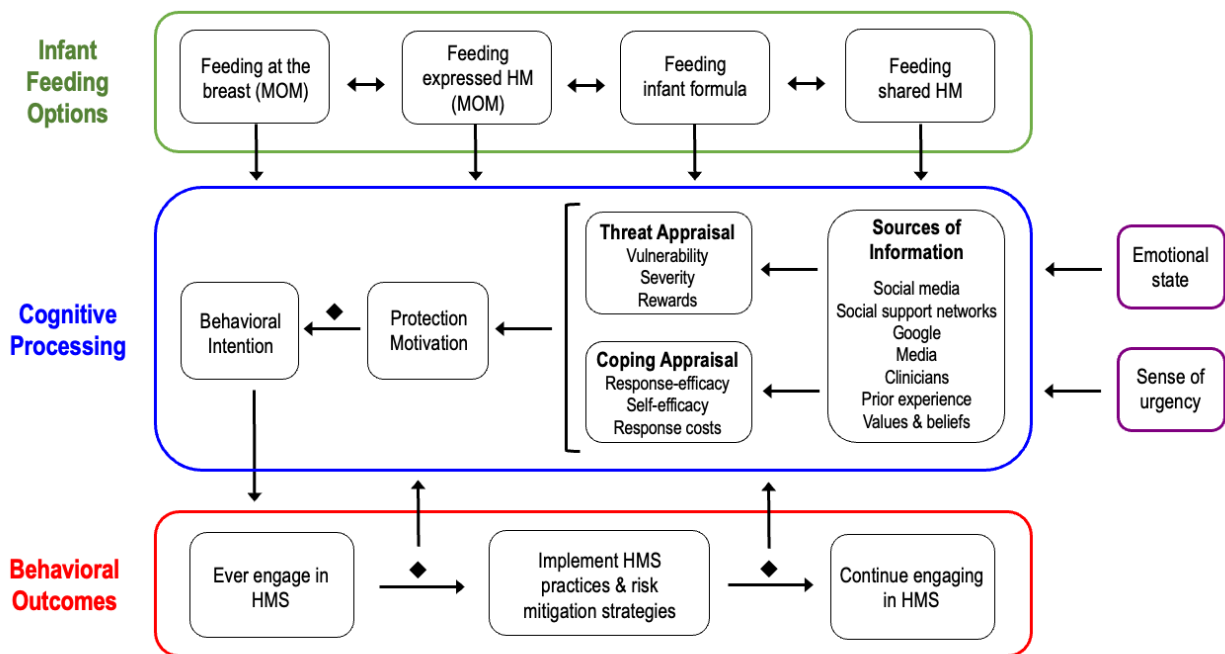 Infant
Feeding
Options
Feeding at the
breast (MOM)
Feeding
expressed HM
(MOM)
Feeding
infant formula
Feeding
shared HM
Cognitive
Processing
Behavioral
Intention
Protection
Motivation
Threat Appraisal
Vulnerability
Severity
Rewards
Coping Appraisal
Response-efficacy
Self-efficacy
Response costs
Sources of
Information
Social media
Social support networks
Google
Media
Clinicians
Prior experience
Values & beliefs
Emotional
state
Sense of
urgency
Behavioral
Outcomes
Ever engage in
HMS
Implement HMS
practices & risk
mitigation strategies
Continue engaging
in HMS